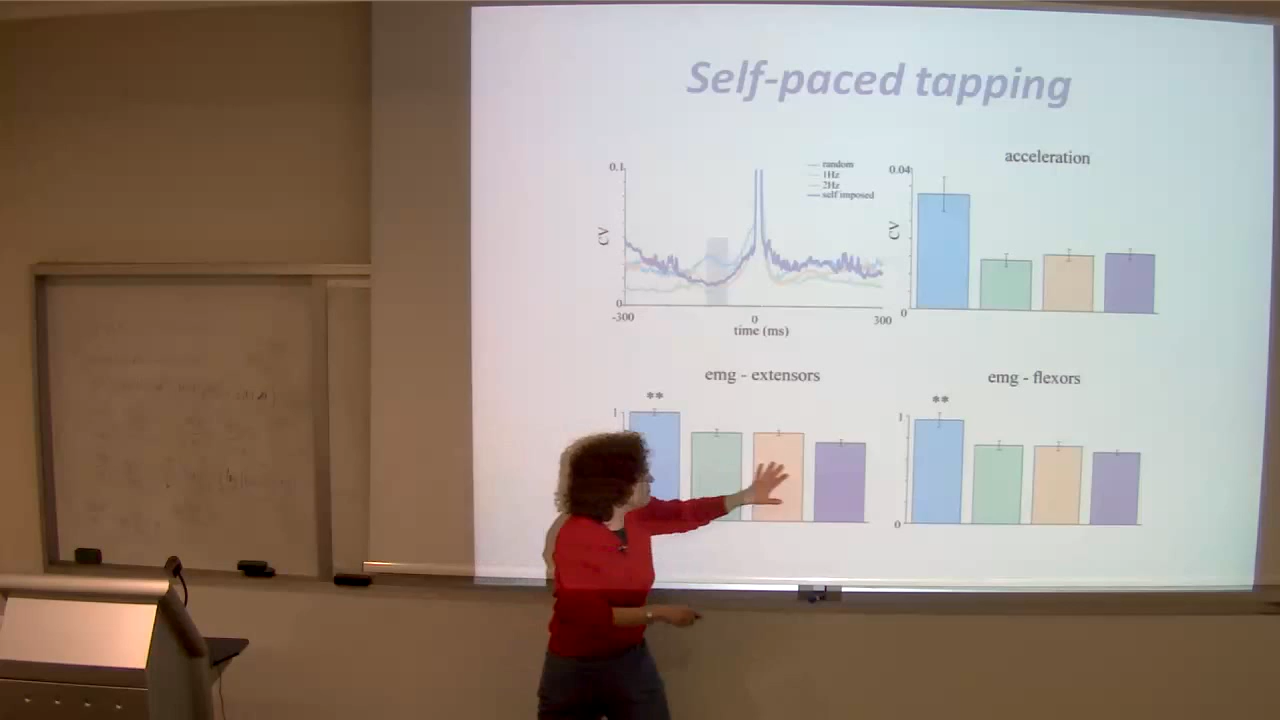 Self-paced tapping
0.1
CV
0
-300
0
300
time (ms)
random
1Hz
2Hz
self imposed
acceleration
0.04
CV
0
emg - extensors
**
1
emg - flexors
**
1
0